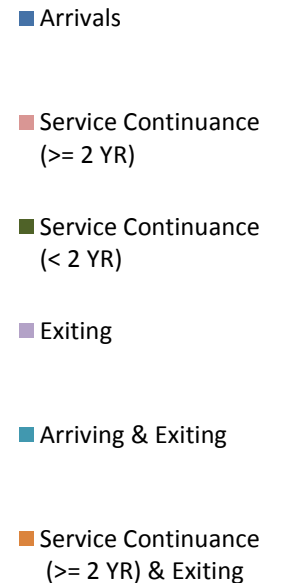 Arrivals
Service Continuance
(>= 2 YR)
Service Continuance
(< 2 YR)
Exiting
Arriving & Exiting
Service Continuance
(>= 2 YR) & Exiting